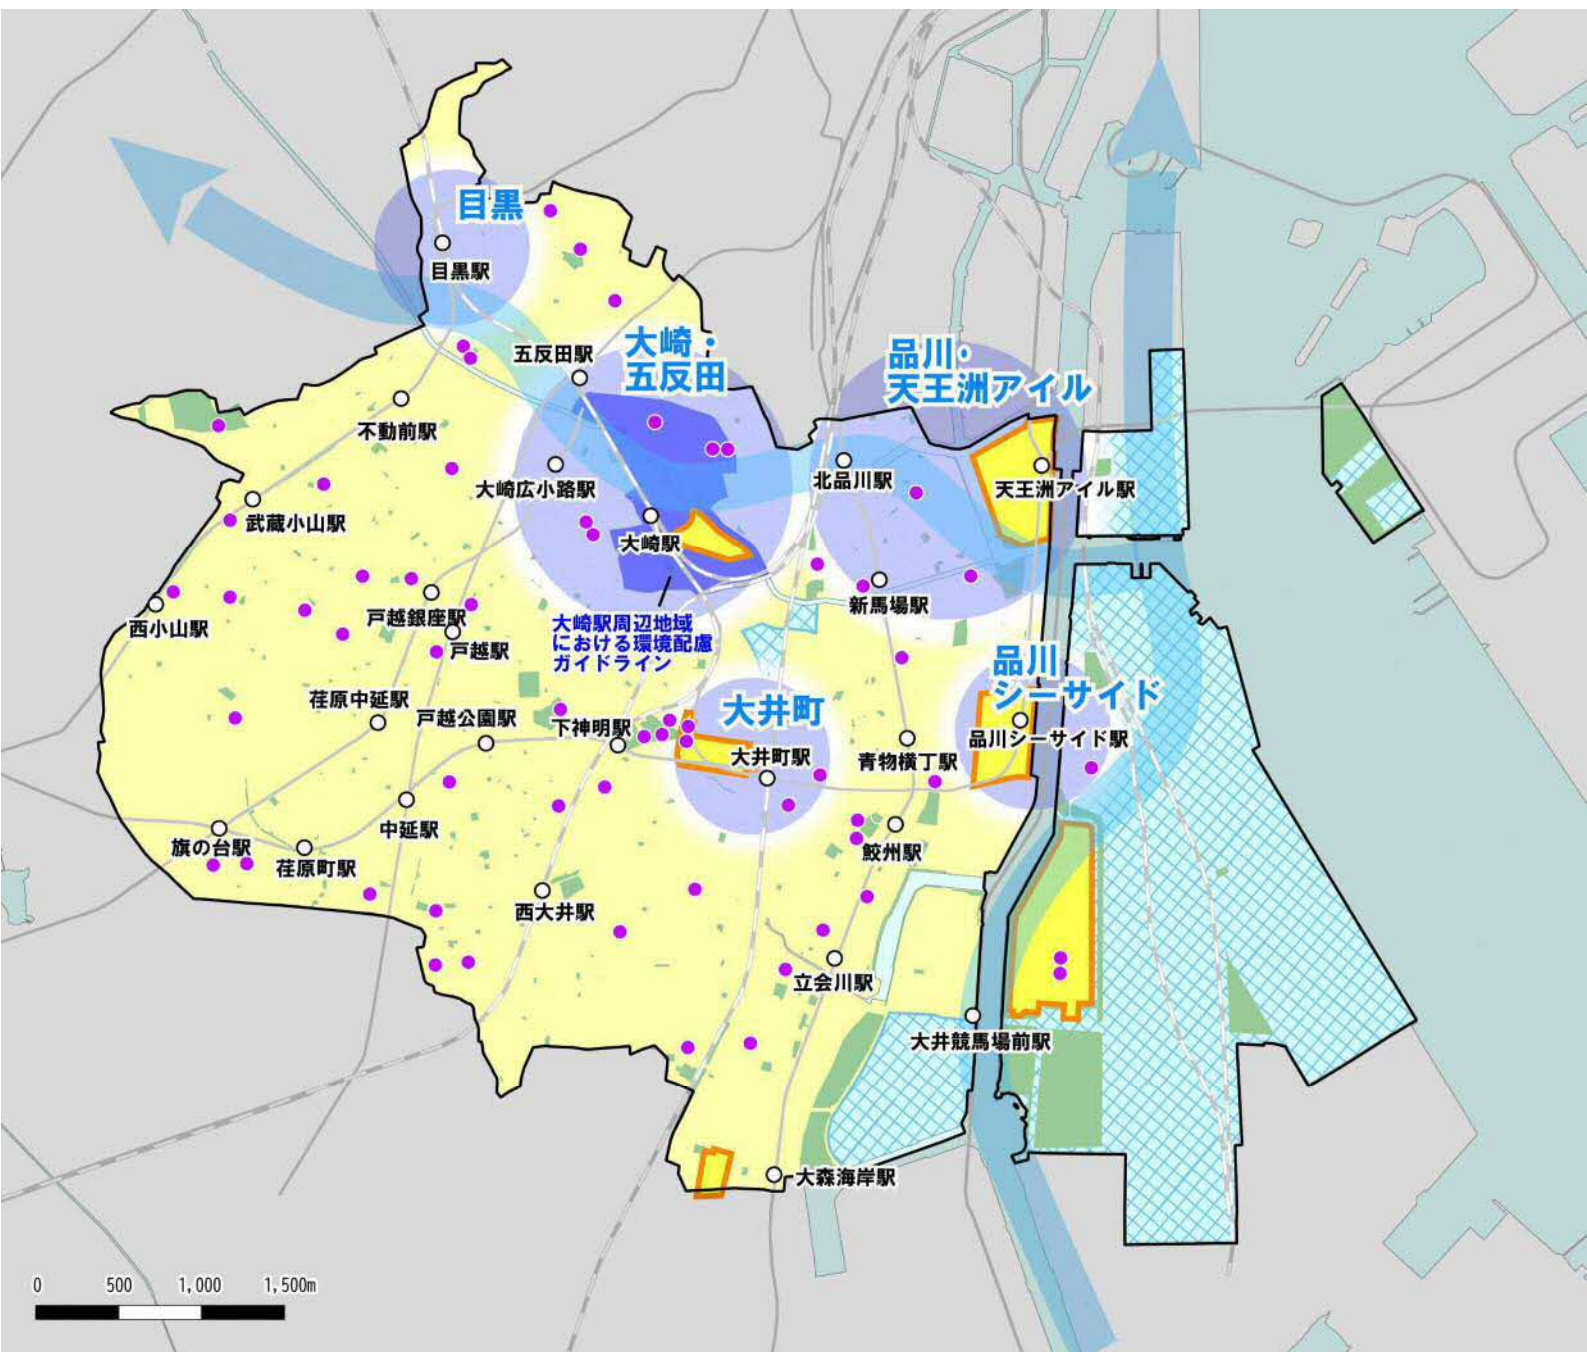 目黒
目黒駅
大崎・
五反田
五反田駅
品川・
天王洲アイル
不動前駅
大崎広小路駅
北品川駅
天王洲アイル駅
武蔵小山駅
大崎駅
新馬場駅
戸越銀座駅
西小山駅
大崎駅周辺地域
における環境配慮
ガイドライン
戸越駅
品川
シーサイド
荏原中延駅
戸越公園駅
下神明駅
大井町
大井町駅
青物横丁駅
品川シーサイド駅
中延駅
旗の台駅
荏原町駅
鮫州駅
西大井駅
立会川駅
大井競馬場前駅
大森海岸駅
0 500 1,000 1,500m